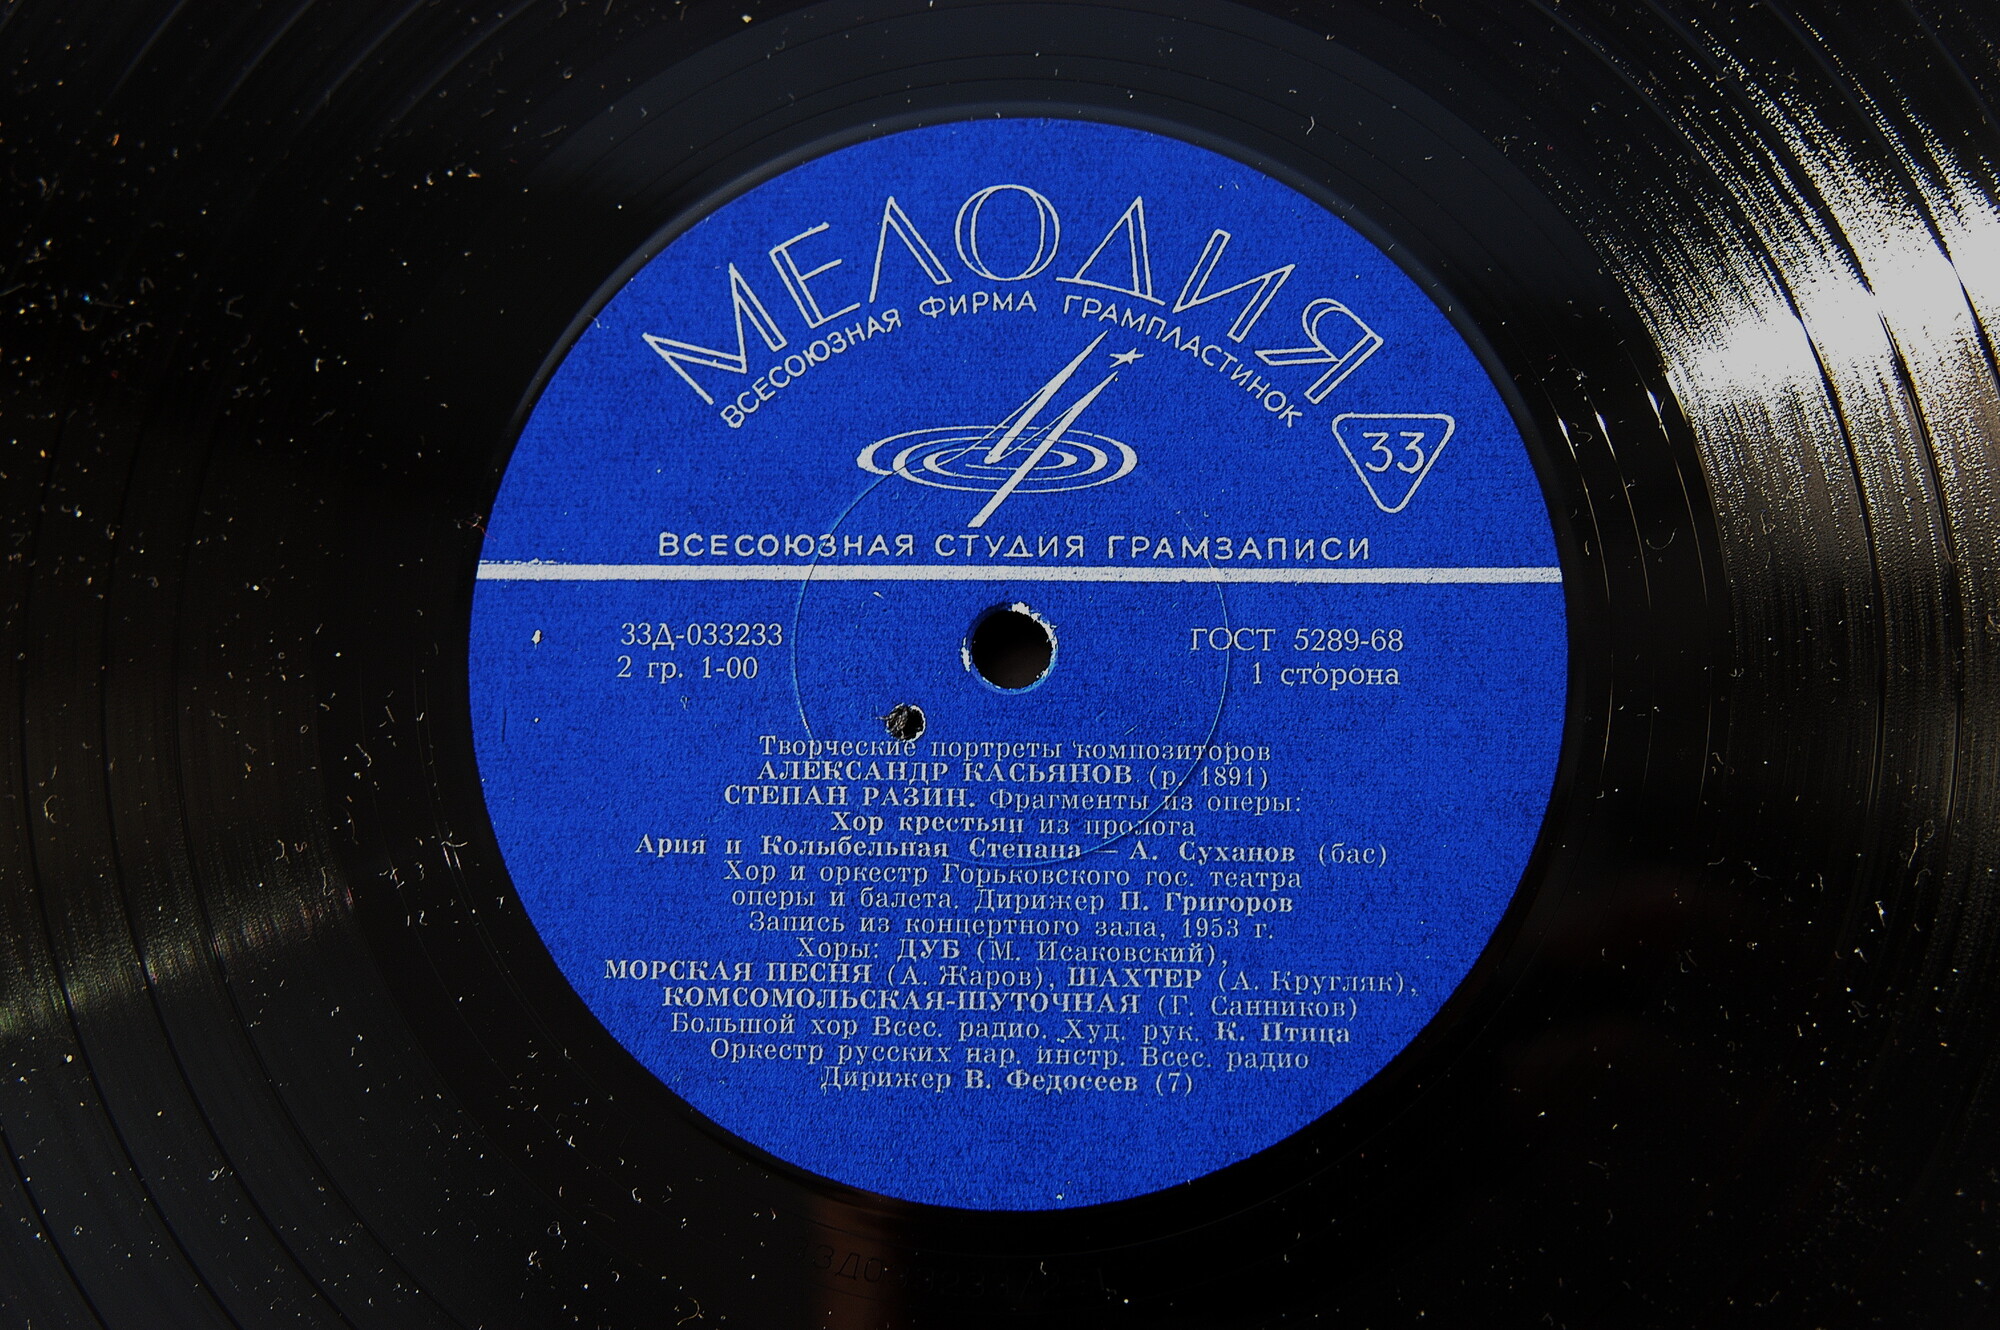 МЕЛОДИЯ
ВСЕСОЮЗНАЯ ФИРМА ГРАМПЛАСТИНОК
33
ВСЕСОЮЗНАЯ СТУДИЯ ГРАМЗАПИСИ
33Д-033233
ГОСТ 5289-68
2 гр. 1-00
1 сторона
Творческие портреты композиторов
АЛЕКСАНДР КАСЬЯНОВ (р. 1891)
СТЕПАН РАЗИН. Фрагменты из оперы:
Хор крестьян из пролога
Ария и Колыбельная Степана — А. Суханов (бас)
Хор и оркестр Горьковского гос. театра
оперы и балета. Дирижер П. Григоров
Запись из концертного зала, 1953 г.
Хоры: ДУБ (М. Исаковский),
МОРСКАЯ ПЕСНЯ (А. Жаров), ШАХТЕР (А. Кругляк),
КОМСОМОЛЬСКАЯ-ШУТОЧНАЯ (Г. Санников)
Большой хор Всес. радио. Худ. рук. К. Птица
Оркестр русских нар. инстр. Всес. радио
Дирижер В. Федосеев (7)